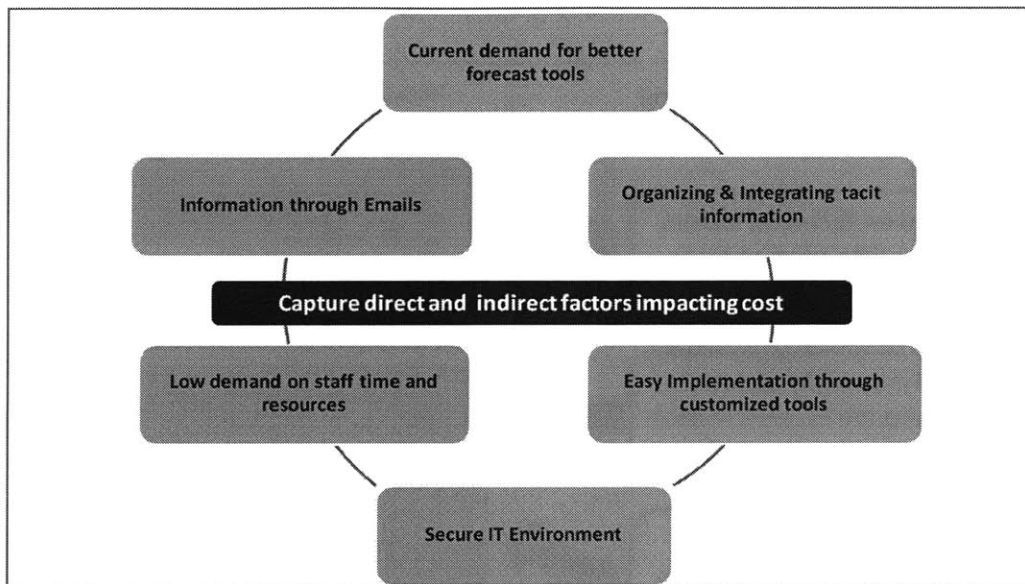 Current demand for better
forecast tools
Information through Emails
Organizing & Integrating tacit
information
Capture direct and indirect factors impacting cost
Low demand on staff time and
resources
Easy Implementation through
customized tools
Secure IT Environment